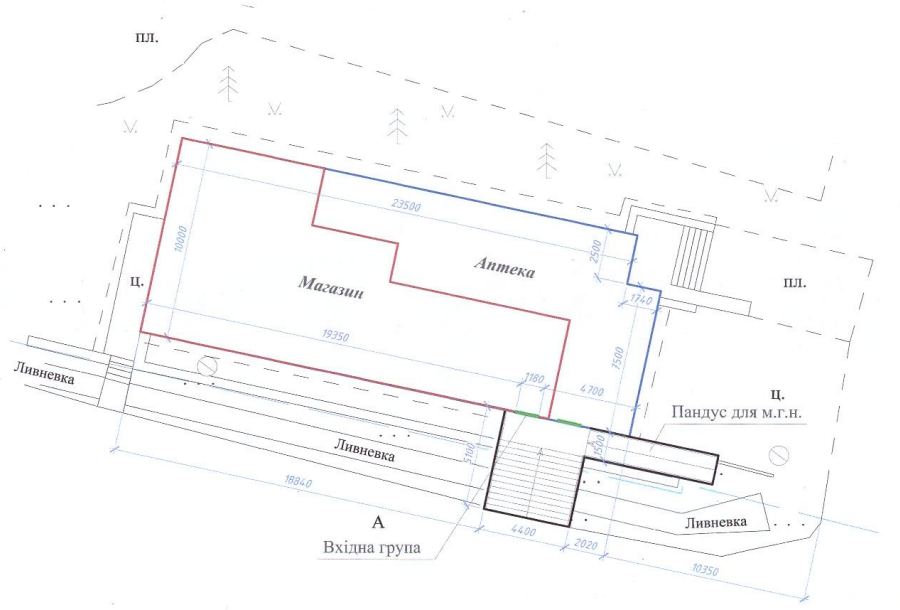 пл.
23500
10000
2500
Аптека
Магазин
ц.
пл.
1740
19350
7500
1180
4700
Ливневка
ц.
Пандус для м.г.н.
Ливневка
5100
1500
18840
А
4400
2020
Ливневка
Вхідна група
10350